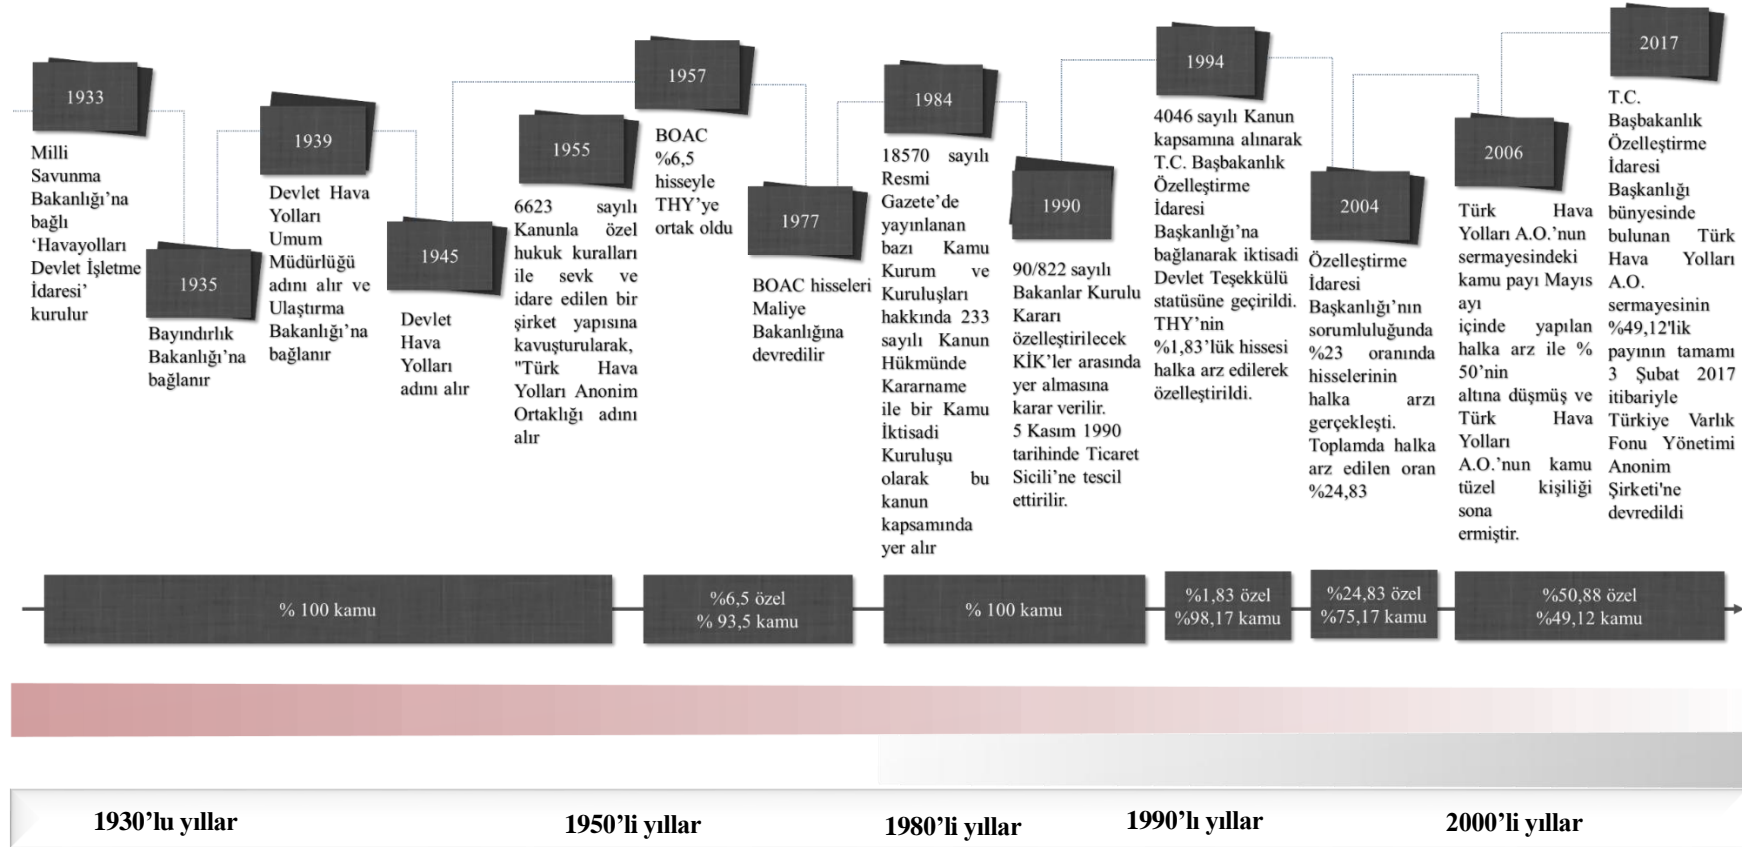 1933
Milli
Savunma
Bakanlığı’na
bağlı
‘Havayolları
Devlet İşletme
İdaresi’
kurulur
1935
Bayındırlık
Bakanlığı’na
bağlanır
1939
Devlet Hava
Yolları
Umum
Müdürlüğü
adını alır ve
Ulaştırma
Bakanlığı’na
bağlanır
1945
Devlet
Hava
Yolları
adını alır
1955
6623 sayılı
Kanunla özel
hukuk kuralları
ile sevk ve
idare edilen bir
şirket yapısına
kavuşturularak,
"Türk Hava
Yolları Anonim
Ortaklığı adını
alır
1957
BOAC
%6,5
hisseyle
THY’ye
ortak oldu
1977
BOAC hisseleri
Maliye
Bakanlığına
devredilir
1984
18570 sayılı
Resmi
Gazete’de
yayınlanan
bazı Kamu
Kurum ve
Kuruluşları
hakkında 233
sayılı Kanun
Hükmünde
Kararname
ile bir Kamu
İktisadi
Kuruluşu
olarak bu
kanun
kapsamında
yer alır
1990
90/822 sayılı
Bakanlar Kurulu
Kararı
özelleştirilecek
KİK’ler arasında
yer almasına
karar verilir.
5 Kasım 1990
tarihinde Ticaret
Sicili’ne tescil
ettirilir.
1994
4046 sayılı Kanun
kapsamına alınarak
T.C. Başbakanlık
Özelleştirme
İdaresi
Başkanlığı’na
bağlanarak iktisadi
Devlet Teşekkülü
statüsüne geçirildi.
THY’nin
%1,83’lük hissesi
halka arz edilerek
özelleştirildi.
2004
Özelleştirme
İdaresi
Başkanlığı’nın
sorumluluğunda
%23 oranında
hisselerinin
halka arzı
gerçekleşti.
Toplamda halka
arz edilen oran
%24,83
2006
Türk Hava
Yolları A.O.’nun
sermayesindeki
kamu payı Mayıs
ayı
içinde yapılan
halka arz ile %
50’nin
altına düşmüş ve
Türk Hava
Yolları
A.O.’nun kamu
tüzel kişiliği
sona
ermiştir.
2017
T.C.
Başbakanlık
Özelleştirme
İdaresi
Başkanlığı
bünyesinde
bulunan Türk
Hava Yolları
A.O.
sermayesinin
%49,12'lik
payının tamamı
3 Şubat 2017
itibariyle
Türkiye Varlık
Fonu Yönetimi
Anonim
Şirketi'ne
devredildi
% 100 kamu
%6,5 özel
% 93,5 kamu
% 100 kamu
%1,83 özel
%98,17 kamu
%24,83 özel
%75,17 kamu
%50,88 özel
%49,12 kamu
1930’lu yıllar
1950’li yıllar
1980’li yıllar
1990’lı yıllar
2000’li yıllar